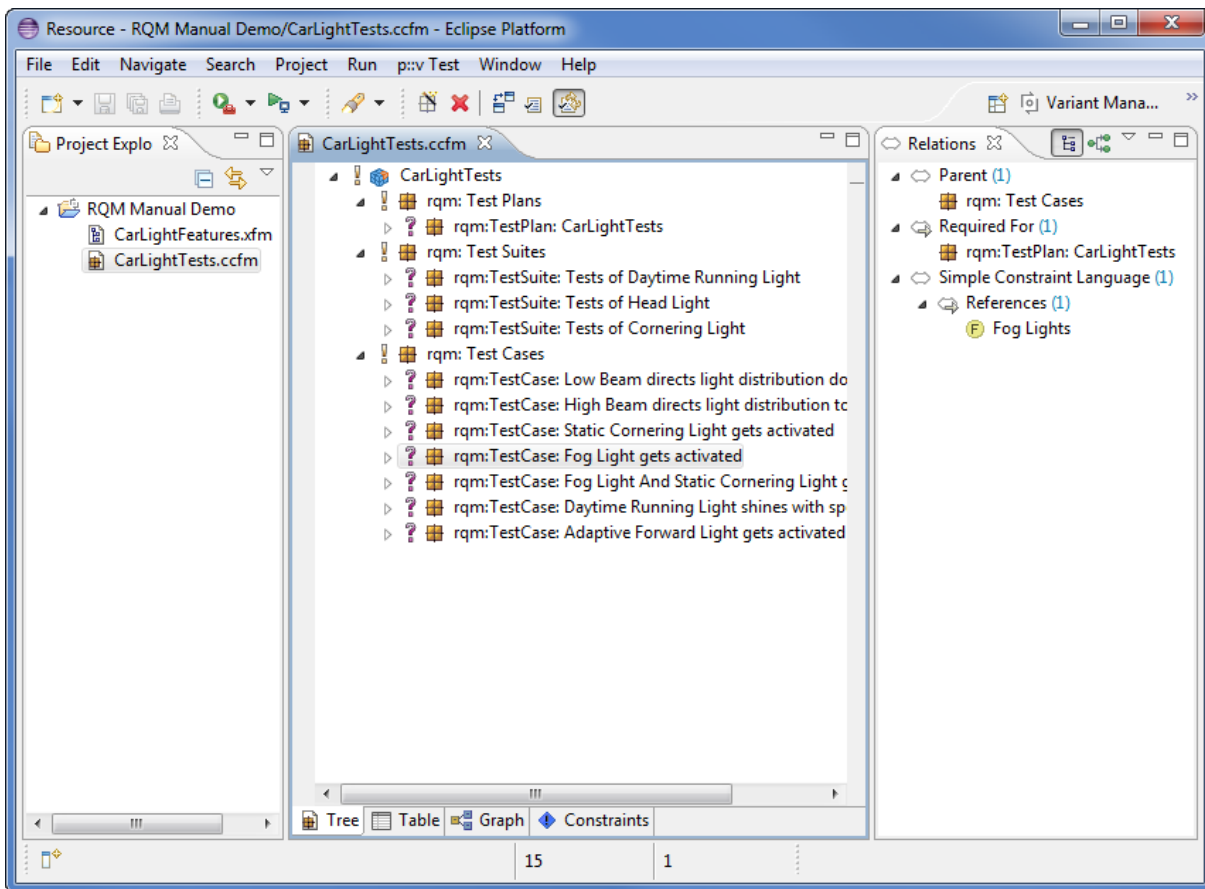 Resource - RQM Manual Demo/CarLightTests.ccfm - Eclipse Platform
File Edit Navigate Search Project Run p::v Test Window Help
Variant Mana...
Project Explo
RQM Manual Demo
CarLightFeatures.xfm
CarLightTests.ccfm
CarLightTests.ccfm
CarLightTests
rqm: Test Plans
rqm:TestPlan: CarLightTests
rqm: Test Suites
rqm:TestSuite: Tests of Daytime Running Light
rqm:TestSuite: Tests of Head Light
rqm:TestSuite: Tests of Cornering Light
rqm: Test Cases
rqm:TestCase: Low Beam directs light distribution do
rqm:TestCase: High Beam directs light distribution to
rqm:TestCase: Static Cornering Light gets activated
rqm:TestCase: Fog Light gets activated
rqm:TestCase: Fog Light And Static Cornering Light g
rqm:TestCase: Daytime Running Light shines with sp
rqm:TestCase: Adaptive Forward Light gets activated
Tree Table Graph Constraints
Relations
Parent (1)
rqm: Test Cases
Required For (1)
rqm:TestPlan: CarLightTests
Simple Constraint Language (1)
References (1)
F Fog Lights
15 1